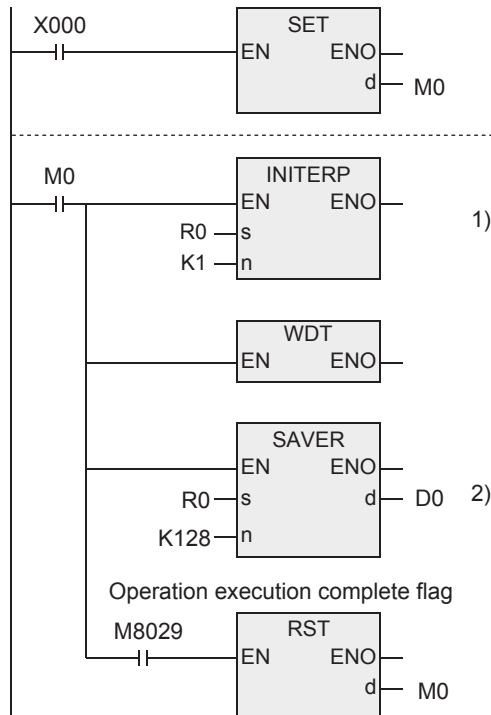 X000
SET
EN ENO
d M0
M0
INITERP
EN ENO
R0 s
K1 n
1)
WDT
EN ENO
SAVER
EN ENO
R0 s d D0 2)
K128 n
Operation execution complete flag
M8029
RST
EN ENO
d M0